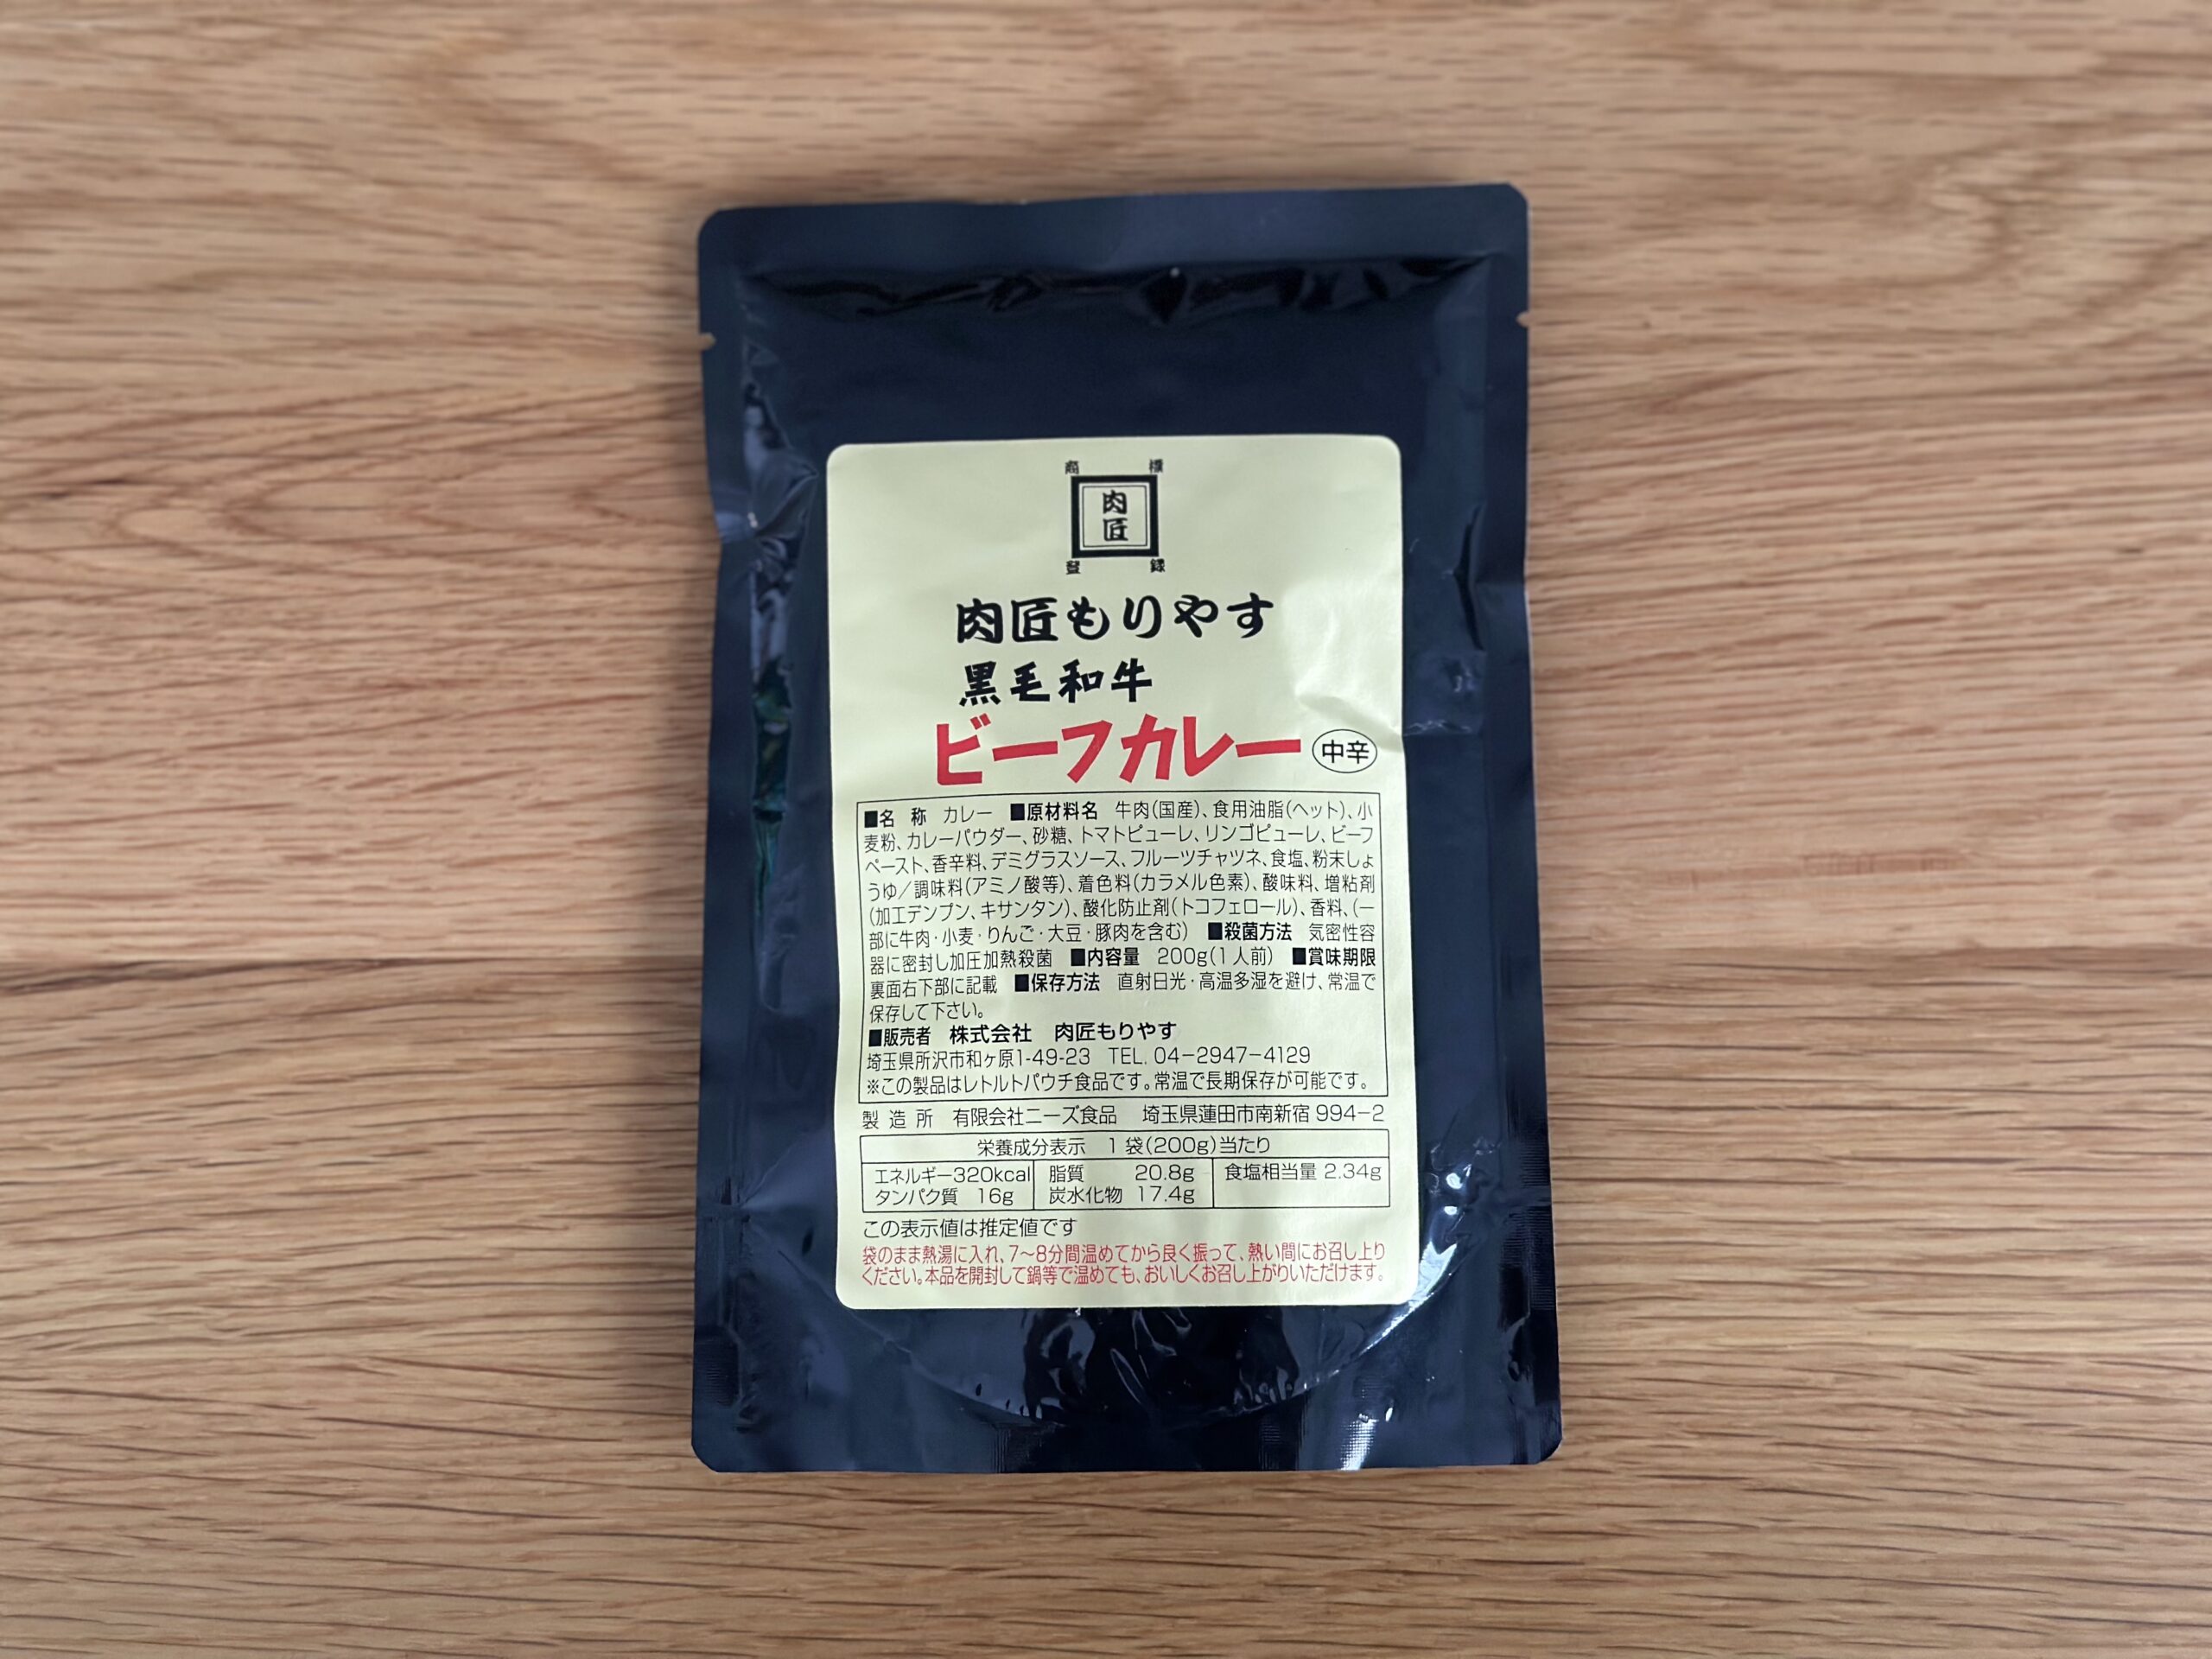 商 標
肉匠
登 録
肉匠もりやす
黒毛和牛
ビーフカレー 中辛
■名 称 カレー ■原材料名 牛肉(国産)、食用油脂(ヘット)、小
麦粉、カレーパウダー、砂糖、トマトピューレ、リンゴピューレ、ビーフ
ペースト、香辛料、デミグラスソース、フルーツチャツネ、食塩、粉末しょ
うゆ/調味料(アミノ酸等)、着色料(カラメル色素)、酸味料、増粘剤
(加工デンプン、キサンタン)、酸化防止剤(トコフェロール)、香料、(一
部に牛肉・小麦・りんご・大豆・豚肉を含む) ■殺菌方法 気密性容
器に密封し加圧加熱殺菌 ■内容量 200g(1人前) ■賞味期限
裏面右下部に記載 ■保存方法 直射日光・高温多湿を避け、常温で
保存して下さい。
■販売者 株式会社 肉匠もりやす
埼玉県所沢市和ヶ原1-49-23 TEL. 04-2947-4129
※この製品はレトルトパウチ食品です。常温で長期保存が可能です。
製造所 有限会社ニーズ食品 埼玉県蓮田市南新宿994-2
栄養成分表示 1袋(200g)当たり
エネルギー320kcal 脂質 20.8g 食塩相当量 2.34g
タンパク質 16g 炭水化物 17.4g
この表示値は推定値です
袋のまま熱湯に入れ、7〜8分間温めてから良く振って、熱い間にお召し上り
ください。本品を開封して鍋等で温めても、おいしくお召し上がりいただけます。